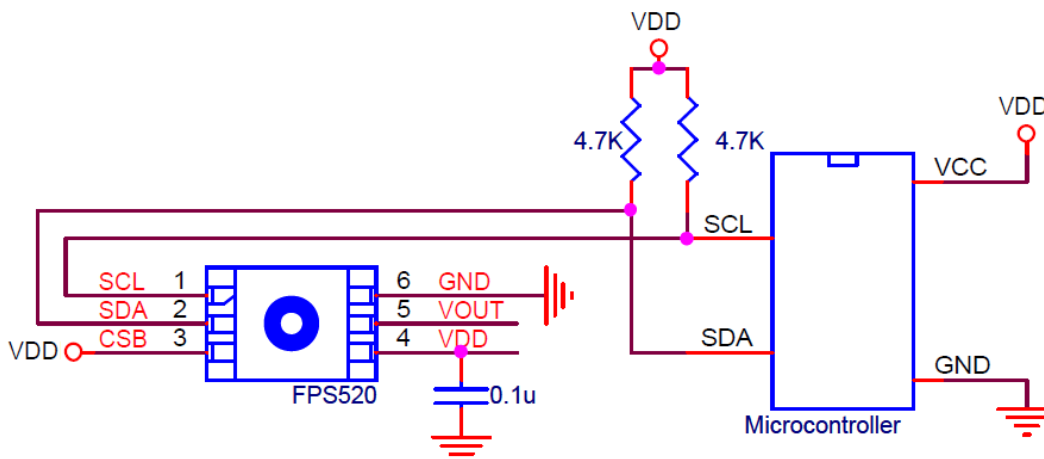 VDD
VDD
4.7K
4.7K
VCC
SCL
SCL 1
6 GND
SDA 2
5 VOUT
VDD
CSB 3
4 VDD
SDA
GND
FPS520
0.1u
Microcontroller